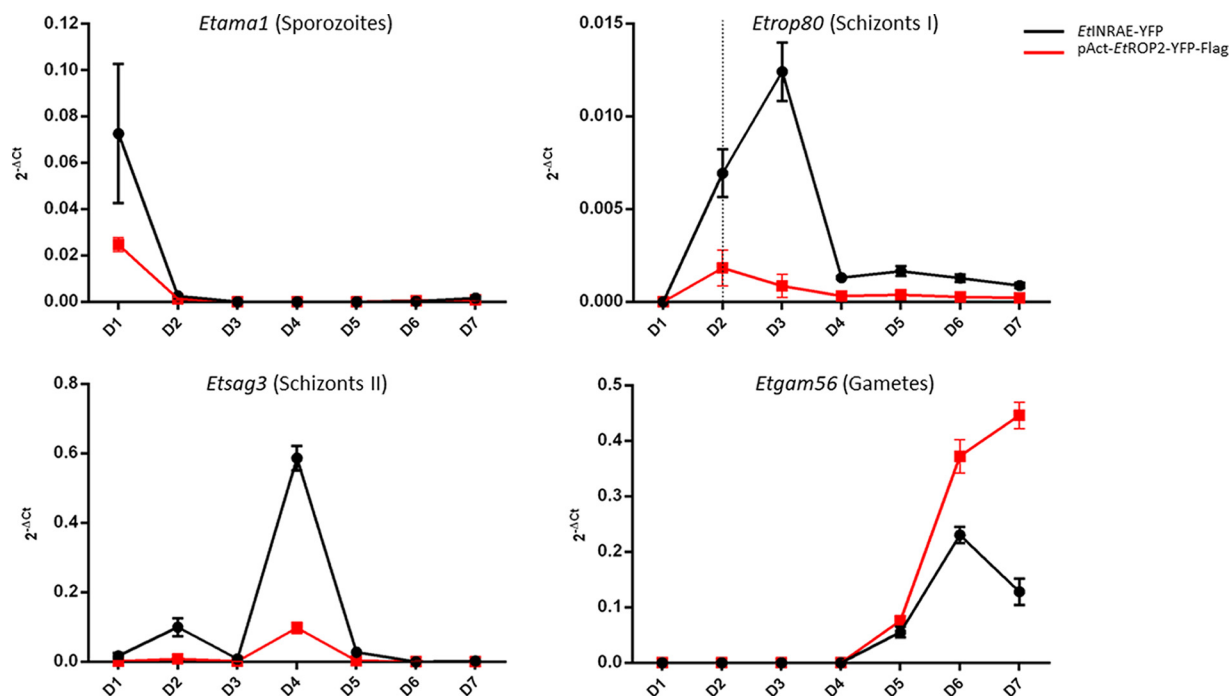 Etama1 (Sporozoites)
0.12
0.10
0.08
0.06
0.04
0.02
0.00
2-ΔCt
D1 D2 D3 D4 D5 D6 D7
Etrop80 (Schizonts I)
0.015
0.010
0.005
0.000
2-ΔCt
D1 D2 D3 D4 D5 D6 D7
EtINRAE-YFP
pAct-EtROP2-YFP-Flag
Etsag3 (Schizonts II)
0.8
0.6
0.4
0.2
0.0
2-ΔCt
D1 D2 D3 D4 D5 D6 D7
Etgam56 (Gametes)
0.5
0.4
0.3
0.2
0.1
0.0
2-ΔCt
D1 D2 D3 D4 D5 D6 D7